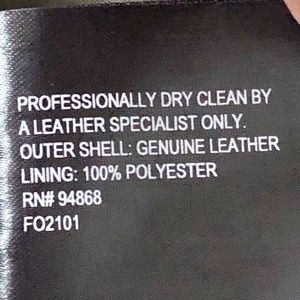 PROFESSIONALLY DRY CLEAN BY
A LEATHER SPECIALIST ONLY.
OUTER SHELL: GENUINE LEATHER
LINING: 100% POLYESTER
RN# 94868
FO2101